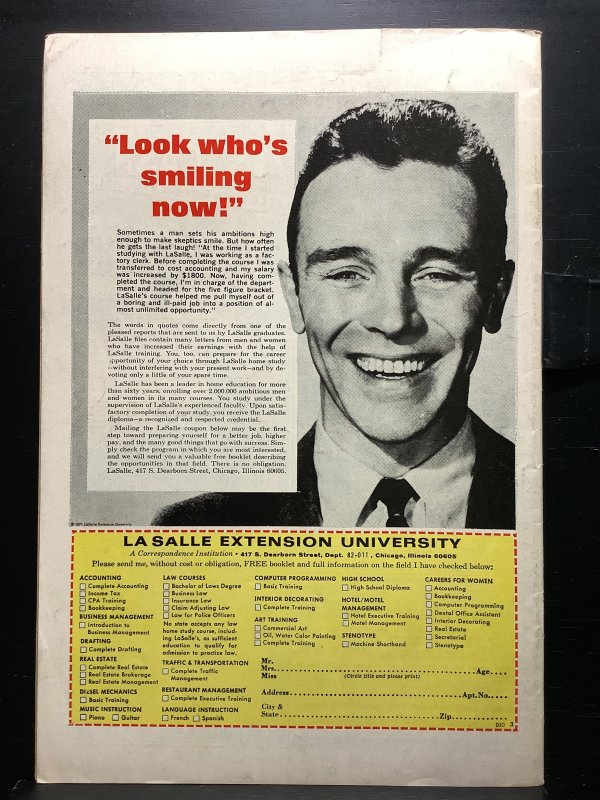 “Look who’s
smiling
now!”
Sometimes a man sets his ambitions high
enough to make skeptics smile. But how often
he gets the last laugh! “At the time I started
studying with LaSalle, I was working as a fac-
tory clerk. Before completing the course I was
transferred to cost accounting and my salary
was increased by $1800. Now, having com-
pleted the course, I’m in charge of the depart-
ment and headed for the five figure bracket.
LaSalle’s course helped me pull myself out of
a boring and ill-paid job into a position of al-
most unlimited opportunity.”
The words in quotes come directly from one of the
pleased reports that are sent to us by LaSalle graduates.
LaSalle files contain many letters from men and women
who have increased their earnings with the help of
LaSalle training. You, too, can prepare for the career
opportunity of your choice through LaSalle home study
—without interfering with your present work—and by de-
voting only a little of your spare time.
LaSalle has been a leader in home education for more
than sixty years, enrolling over 2,000,000 ambitious men
and women in its many courses. You study under the
supervision of LaSalle’s experienced faculty. Upon satis-
factory completion of your study, you receive the LaSalle
diploma—a recognized and respected credential.
Mailing the LaSalle coupon below may be the first
step toward preparing yourself for a better job, higher
pay, and the many good things that go with success. Sim-
ply check the program in which you are most interested,
and we will send you a valuable free booklet describing
the opportunities in that field. There is no obligation.
LaSalle, 417 S. Dearborn Street, Chicago, Illinois 60605.
© 1971 LaSalle Extension University
LA SALLE EXTENSION UNIVERSITY
A Correspondence Institution • 417 S. Dearborn Street, Dept. 82-011, Chicago, Illinois 60605
Please send me, without cost or obligation, FREE booklet and full information on the field I have checked below:
ACCOUNTING
Complete Accounting
Income Tax
CPA Training
Bookkeeping
BUSINESS MANAGEMENT
Introduction to
Business Management
DRAFTING
Complete Drafting
REAL ESTATE
Complete Real Estate
Real Estate Brokerage
Real Estate Management
DIESEL MECHANICS
Basic Training
MUSIC INSTRUCTION
Piano Guitar
LAW COURSES
Bachelor of Laws Degree
Business Law
Insurance Law
Claim Adjusting Law
Law for Police Officers
No state accepts any law
home study course, includ-
ing LaSalle’s, as sufficient
education to qualify for
admission to practice law.
TRAFFIC & TRANSPORTATION
Complete Traffic
Management
RESTAURANT MANAGEMENT
Complete Executive Training
LANGUAGE INSTRUCTION
French Spanish
COMPUTER PROGRAMMING
Basic Training
INTERIOR DECORATING
Complete Training
ART TRAINING
Commercial Art
Oil, Water Color Painting
Complete Training
HIGH SCHOOL
High School Diploma
HOTEL/MOTEL
MANAGEMENT
Hotel Executive Training
Motel Management
STENOTYPE
Machine Shorthand
CAREERS FOR WOMEN
Accounting
Bookkeeping
Computer Programming
Dental Office Assistant
Interior Decorating
Real Estate
Secretarial
Stenotype
Mr.
Mrs. Age
Miss (Circle title and please print)
Address Apt.No.
City &
State Zip
3